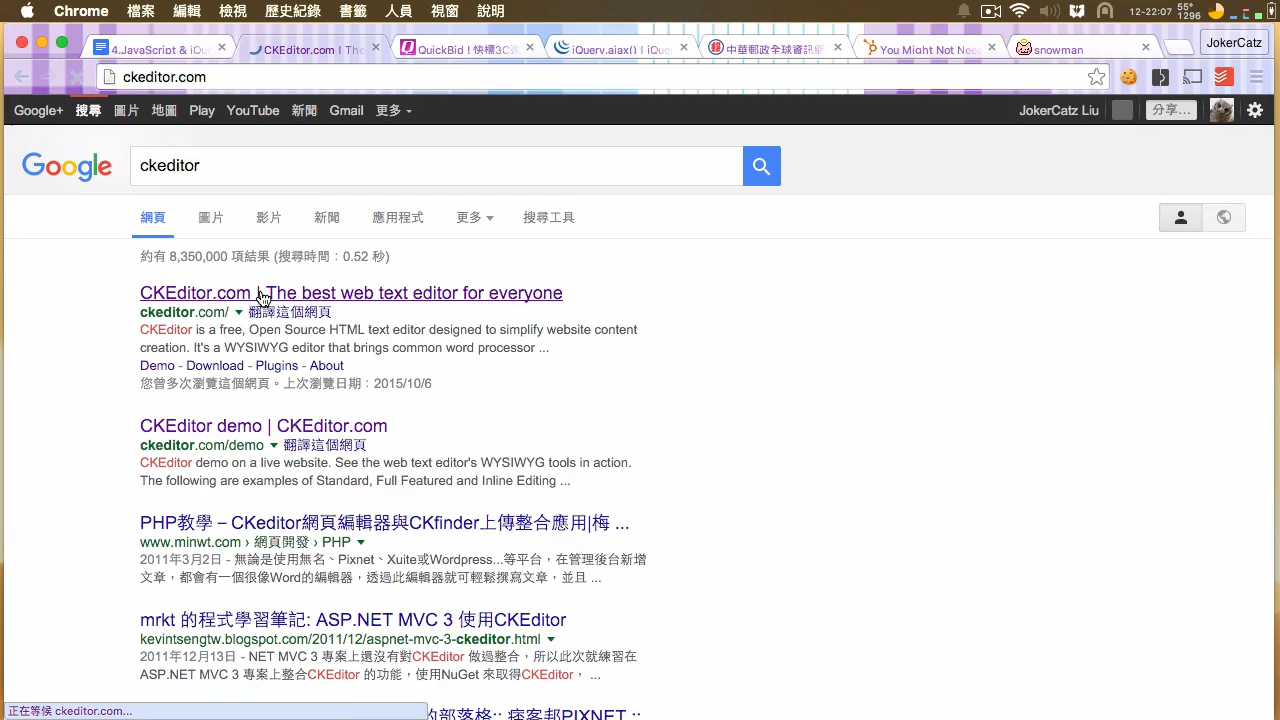 Chrome 檔案 編輯 檢視 歷史紀錄 書籤 人員 視窗 說明
12-22:07 55° 1296
4.JavaScript & jQu
CKEditor.com | The
QuickBid ! 快標3C
jQuery.ajax() | jQue
中華郵政全球資訊網
You Might Not Nee
snowman
JokerCatz
ckeditor.com
Google+ 搜尋 圖片 地圖 Play YouTube 新聞 Gmail 更多
JokerCatz Liu 分享...
Google ckeditor
網頁 圖片 影片 新聞 應用程式 更多 搜尋工具
約有 8,350,000 項結果 (搜尋時間：0.52 秒)
CKEditor.com | The best web text editor for everyone
ckeditor.com/ 翻譯這個網頁
CKEditor is a free, Open Source HTML text editor designed to simplify website content
creation. It's a WYSIWYG editor that brings common word processor ...
Demo - Download - Plugins - About
您曾多次瀏覽這個網頁。上次瀏覽日期：2015/10/6
CKEditor demo | CKEditor.com
ckeditor.com/demo 翻譯這個網頁
CKEditor demo on a live website. See the web text editor's WYSIWYG tools in action.
The following are examples of Standard, Full Featured and Inline Editing ...
PHP教學 – CKeditor網頁編輯器與CKfinder上傳整合應用|梅 ...
www.minwt.com › 網頁開發 › PHP
2011年3月2日 - 無論是使用無名、Pixnet、Xuite或Wordpress...等平台，在管理後台新增
文章，都會有一個很像Word的編輯器，透過此編輯器就可輕鬆撰寫文章，並且 ...
mrkt 的程式學習筆記: ASP.NET MVC 3 使用CKEditor
kevintsengtw.blogspot.com/2011/12/aspnet-mvc-3-ckeditor.html
2011年12月13日 - NET MVC 3 專案上還沒有對CKEditor 做過整合，所以此次就練習在
ASP.NET MVC 3 專案上整合CKEditor 的功能，使用NuGet 來取得CKEditor， ...
的部落格:: 痞客邦PIXNET ::
正在等候 ckeditor.com...